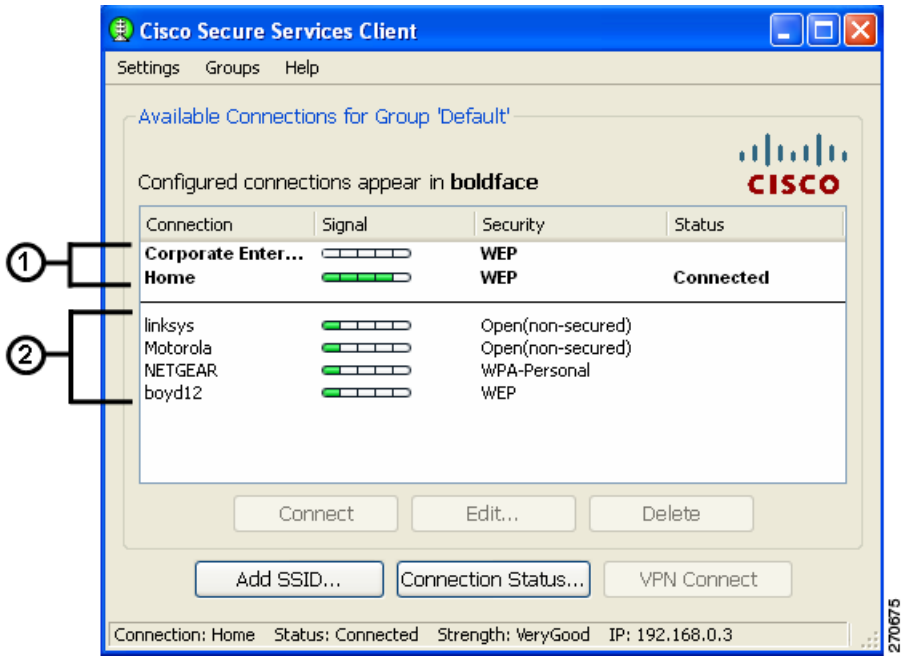 Cisco Secure Services Client
Settings Groups Help
Available Connections for Group 'Default'
CISCO
Configured connections appear in boldface
Connection Signal Security Status
1
Corporate Enter... WEP
Home WEP Connected
2
linksys Open(non-secured)
Motorola Open(non-secured)
NETGEAR WPA-Personal
boyd12 WEP
Connect Edit... Delete
Add SSID... Connection Status... VPN Connect
Connection: Home Status: Connected Strength: VeryGood IP: 192.168.0.3
270675